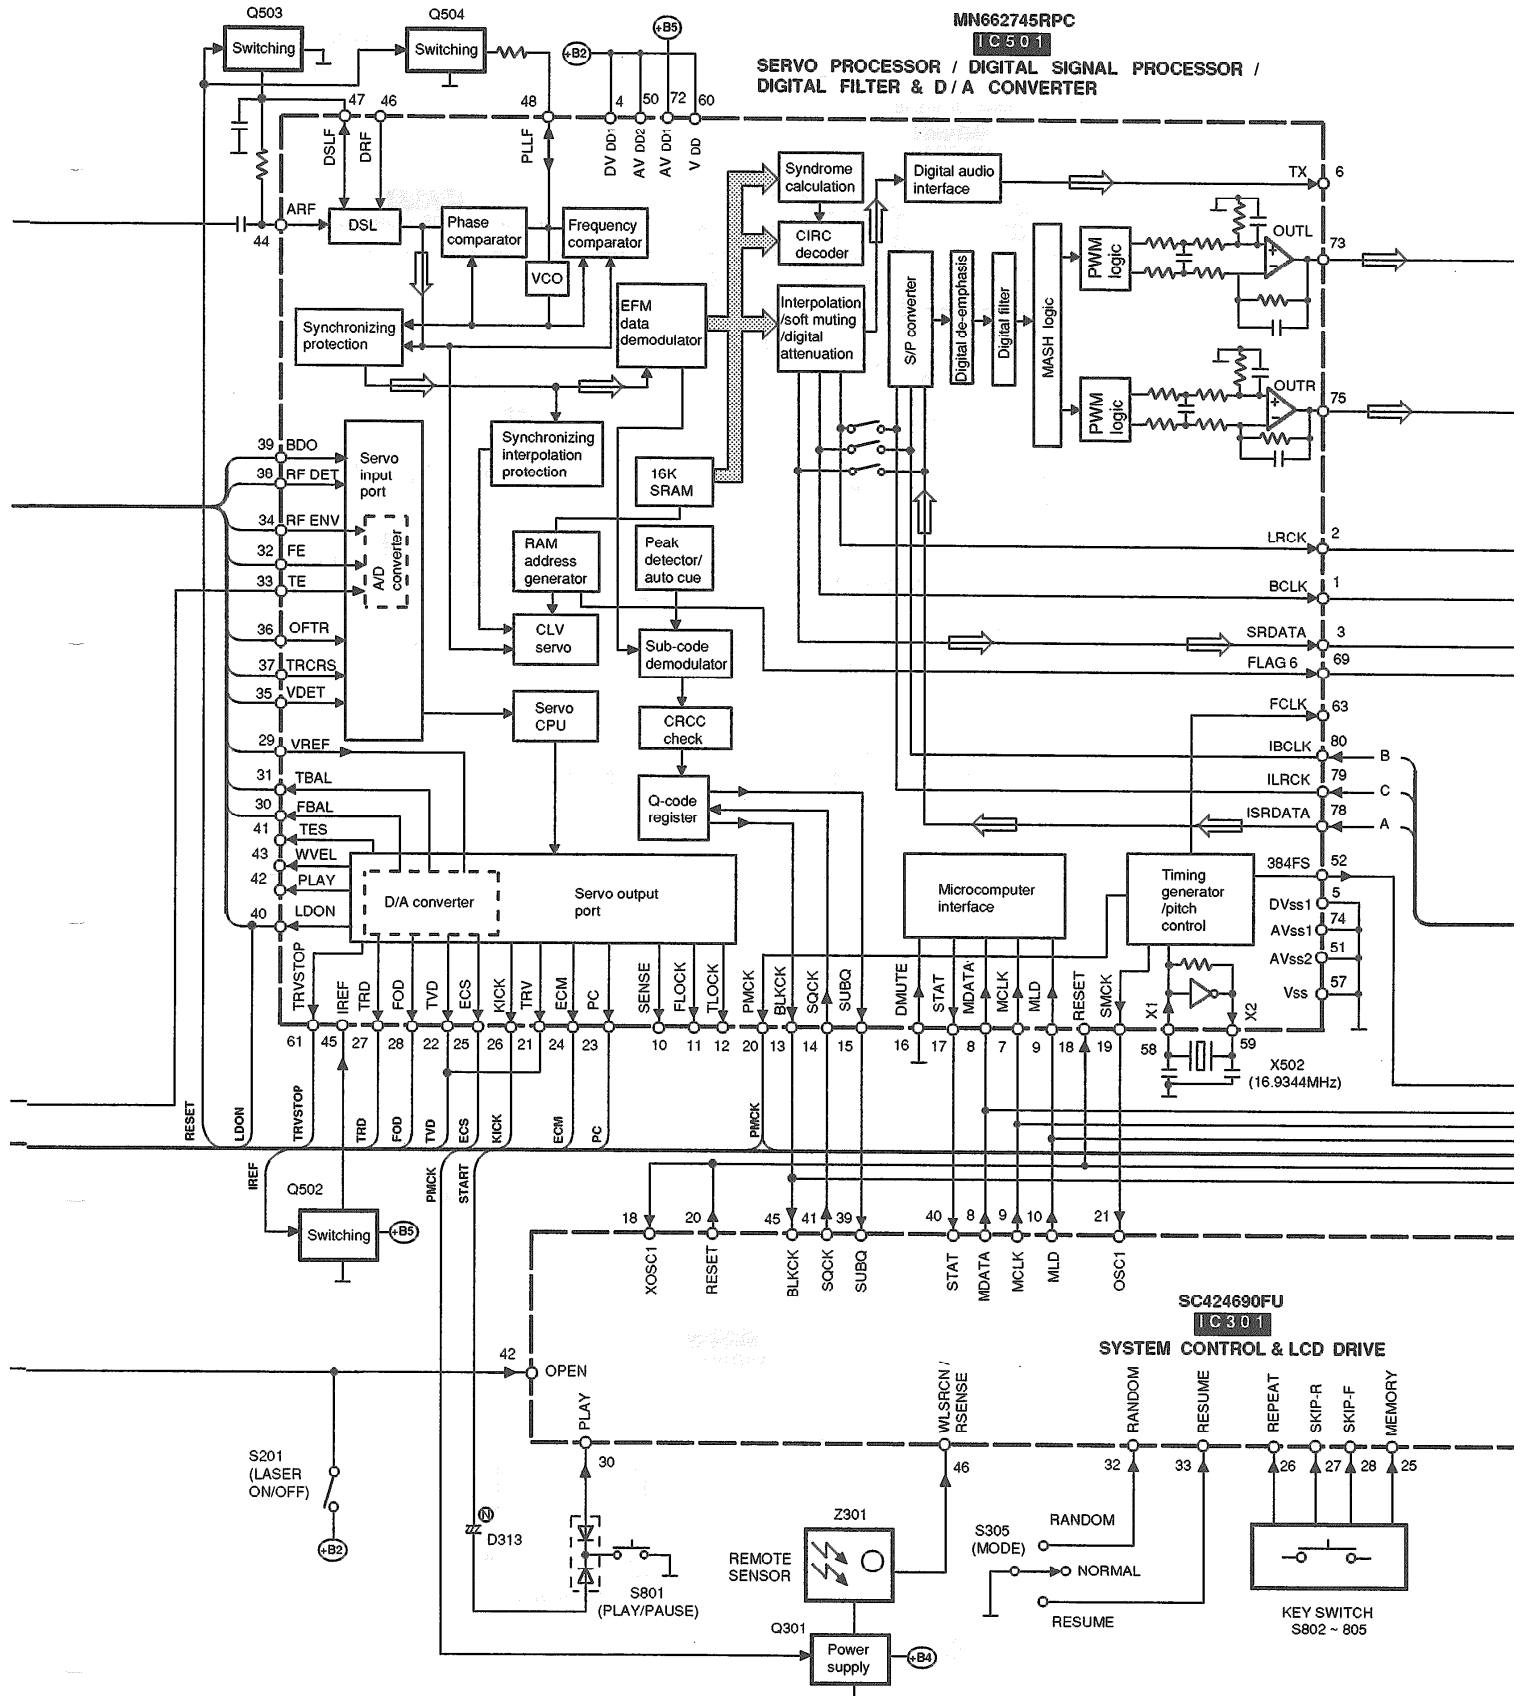 Q503
Q504
Switching
Switching
+B2
+B5
MN662745RPC
IC501
SERVO PROCESSOR / DIGITAL SIGNAL PROCESSOR /
DIGITAL FILTER & D/A CONVERTER
47
46
48
4
50
72
60
DSLF
DRF
PLLF
DV DD1
AV DD2
AV DD1
V DD
ARF
44
DSL
Phase
comparator
Frequency
comparator
VCO
Syndrome
calculation
Digital audio
interface
TX
6
CIRC
decoder
EFM
data
demodulator
Synchronizing
protection
Interpolation
/soft muting
/digital
attenuation
S/P converter
Digital de-emphasis
Digital filter
MASH logic
PWM
logic
PWM
logic
OUTL
73
OUTR
75
39
BDO
38
RF DET
34
RF ENV
32
FE
33
TE
36
OFTR
37
TRCRS
35
VDET
29
VREF
31
TBAL
30
FBAL
41
TES
43
WVEL
42
PLAY
40
LDON
Servo
input
port
A/D
converter
Synchronizing
interpolation
protection
16K
SRAM
RAM
address
generator
Peak
detector/
auto cue
CLV
servo
Sub-code
demodulator
Servo
CPU
CRCC
check
Q-code
register
LRCK
2
BCLK
1
SRDATA
3
FLAG 6
69
FCLK
63
IBCLK
80
B
ILRCK
79
C
ISRDATA
78
A
384FS
52
DVss1
5
AVss1
74
AVss2
51
Vss
57
D/A converter
Servo output
port
Microcomputer
interface
Timing
generator
/pitch
control
TRVSTOP
IREF
TRD
FOD
TVD
ECS
KICK
TRV
ECM
PC
SENSE
FLOCK
TLOCK
PMCK
BLKCK
SQCK
SUBQ
DMUTE
STAT
MDATA
MCLK
MLD
RESET
SMCK
X1
X2
61
45
27
28
22
25
26
21
24
23
10
11
12
20
13
14
15
16
17
8
7
9
18
19
58
59
X502
(16.9344MHz)
RESET
LDON
TRVSTOP
TRD
FOD
TVD
ECS
KICK
ECM
PC
PMCK
IREF
PMCK
START
Q502
Switching
+B5
18
20
45
41
39
40
8
9
10
21
XOSC1
RESET
BLKCK
SQCK
SUBQ
STAT
MDATA
MCLK
MLD
OSC1
SC424690FU
IC301
SYSTEM CONTROL & LCD DRIVE
42
OPEN
PLAY
WLSRCN /
RSENSE
RANDOM
RESUME
REPEAT
SKIP-R
SKIP-F
MEMORY
30
46
32
33
26
27
28
25
S201
(LASER
ON/OFF)
+B2
N
D313
S801
(PLAY/PAUSE)
Z301
REMOTE
SENSOR
Q301
Power
supply
+B4
S305
(MODE)
RANDOM
NORMAL
RESUME
KEY SWITCH
S802 ~ 805